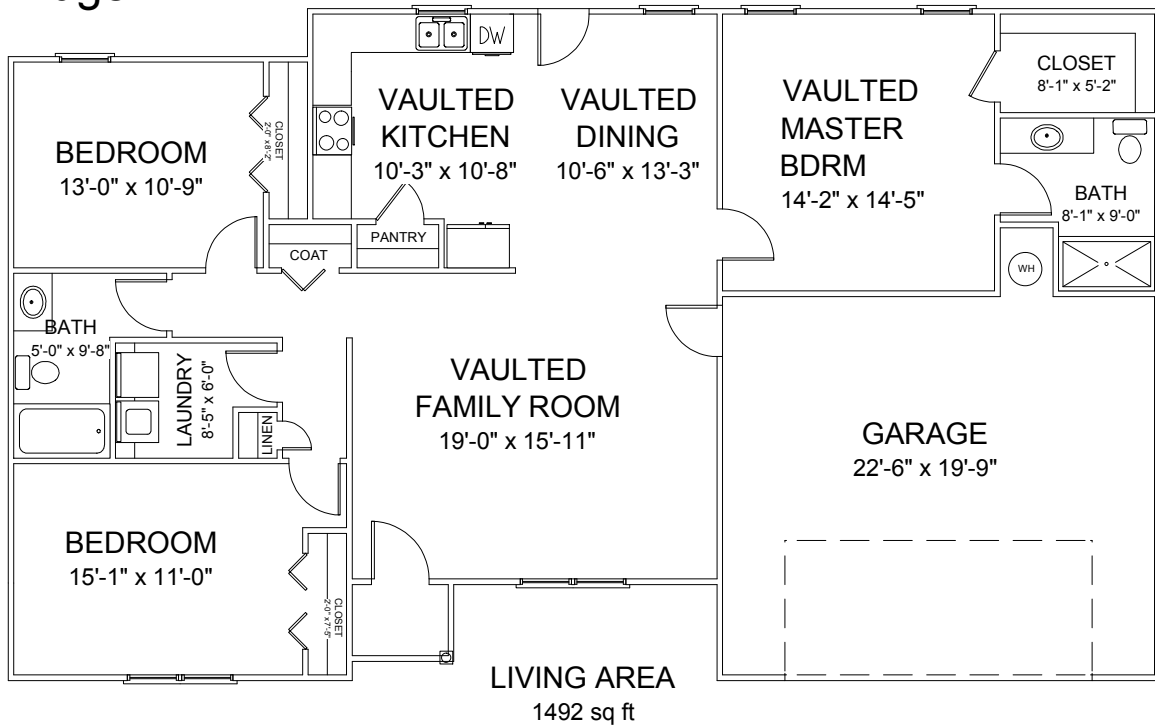 DW
CLOSET
8'-1" x 5'-2"
VAULTED
KITCHEN
10'-3" x 10'-8"
VAULTED
DINING
10'-6" x 13'-3"
VAULTED
MASTER
BDRM
14'-2" x 14'-5"
CLOSET
2'-0" x 8'-2"
BEDROOM
13'-0" x 10'-9"
BATH
8'-1" x 9'-0"
PANTRY
COAT
WH
BATH
5'-0" x 9'-8"
LAUNDRY
8'-5" x 6'-0"
VAULTED
FAMILY ROOM
19'-0" x 15'-11"
LINEN
GARAGE
22'-6" x 19'-9"
BEDROOM
15'-1" x 11'-0"
CLOSET
LIVING AREA
1492 sq ft